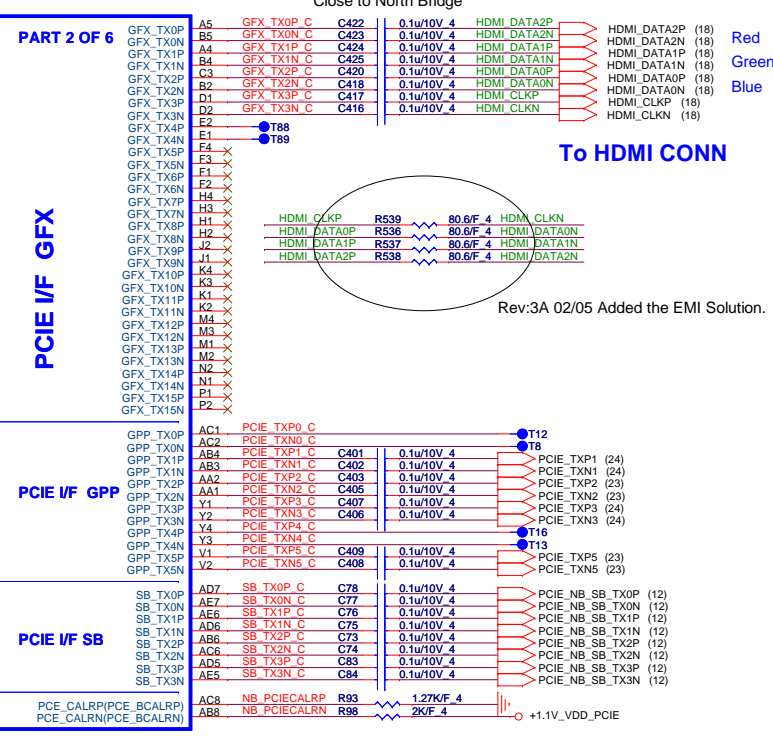 Close to North Bridge
PART 2 OF 6
GFX_TX0P A5 GFX_TX0P_C C422 0.1u/10V_4 HDMI_DATA2P HDMI_DATA2P (18)
GFX_TX0N B5 GFX_TX0N_C C423 0.1u/10V_4 HDMI_DATA2N HDMI_DATA2N (18) Red
GFX_TX1P A4 GFX_TX1P_C C424 0.1u/10V_4 HDMI_DATA1P HDMI_DATA1P (18)
GFX_TX1N B4 GFX_TX1N_C C425 0.1u/10V_4 HDMI_DATA1N HDMI_DATA1N (18) Green
GFX_TX2P C3 GFX_TX2P_C C420 0.1u/10V_4 HDMI_DATA0P HDMI_DATA0P (18)
GFX_TX2N B2 GFX_TX2N_C C418 0.1u/10V_4 HDMI_DATA0N HDMI_DATA0N (18) Blue
GFX_TX3P D1 GFX_TX3P_C C417 0.1u/10V_4 HDMI_CLKP HDMI_CLKP (18)
GFX_TX3N D2 GFX_TX3N_C C416 0.1u/10V_4 HDMI_CLKN HDMI_CLKN (18)
GFX_TX4P E2 T88
GFX_TX4N E1 T89
To HDMI CONN
GFX_TX5P F4
GFX_TX5N F3
GFX_TX6P F1
GFX_TX6N F2
GFX_TX7P H4
GFX_TX7N H3
GFX_TX8P H1
GFX_TX8N H2
GFX_TX9P J2
GFX_TX9N J1
GFX_TX10P K4
GFX_TX10N K3
GFX_TX11P K1
GFX_TX11N K2
GFX_TX12P M4
GFX_TX12N M3
GFX_TX13P M1
GFX_TX13N M2
GFX_TX14P N2
GFX_TX14N N1
GFX_TX15P P1
GFX_TX15N P2
PCIE I/F GFX
HDMI_CLKP R539 80.6/F_4 HDMI_CLKN
HDMI_DATA0P R536 80.6/F_4 HDMI_DATA0N
HDMI_DATA1P R537 80.6/F_4 HDMI_DATA1N
HDMI_DATA2P R538 80.6/F_4 HDMI_DATA2N
Rev:3A 02/05 Added the EMI Solution.
PCIE I/F GPP
GPP_TX0P AC1 PCIE_TXP0_C T12
GPP_TX0N AC2 PCIE_TXN0_C T8
GPP_TX1P AB4 PCIE_TXP1_C C401 0.1u/10V_4 PCIE_TXP1 (24)
GPP_TX1N AB3 PCIE_TXN1_C C402 0.1u/10V_4 PCIE_TXN1 (24)
GPP_TX2P AA2 PCIE_TXP2_C C403 0.1u/10V_4 PCIE_TXP2 (23)
GPP_TX2N AA1 PCIE_TXN2_C C405 0.1u/10V_4 PCIE_TXN2 (23)
GPP_TX3P Y1 PCIE_TXP3_C C407 0.1u/10V_4 PCIE_TXP3 (24)
GPP_TX3N Y2 PCIE_TXN3_C C406 0.1u/10V_4 PCIE_TXN3 (24)
GPP_TX4P Y4 PCIE_TXP4_C T16
GPP_TX4N Y3 PCIE_TXN4_C T13
GPP_TX5P V1 PCIE_TXP5_C C409 0.1u/10V_4 PCIE_TXP5 (23)
GPP_TX5N V2 PCIE_TXN5_C C408 0.1u/10V_4 PCIE_TXN5 (23)
PCIE I/F SB
SB_TX0P AD7 SB_TX0P_C C78 0.1u/10V_4 PCIE_NB_SB_TX0P (12)
SB_TX0N AE7 SB_TX0N_C C77 0.1u/10V_4 PCIE_NB_SB_TX0N (12)
SB_TX1P AE6 SB_TX1P_C C76 0.1u/10V_4 PCIE_NB_SB_TX1P (12)
SB_TX1N AD6 SB_TX1N_C C75 0.1u/10V_4 PCIE_NB_SB_TX1N (12)
SB_TX2P AB6 SB_TX2P_C C73 0.1u/10V_4 PCIE_NB_SB_TX2P (12)
SB_TX2N AC6 SB_TX2N_C C74 0.1u/10V_4 PCIE_NB_SB_TX2N (12)
SB_TX3P AD5 SB_TX3P_C C83 0.1u/10V_4 PCIE_NB_SB_TX3P (12)
SB_TX3N AE5 SB_TX3N_C C84 0.1u/10V_4 PCIE_NB_SB_TX3N (12)
PCE_CALRP(PCE_BCALRP) AC8 NB_PCIECALRP R93 1.27K/F_4
PCE_CALRN(PCE_BCALRN) AB8 NB_PCIECALRN R98 2K/F_4 +1.1V_VDD_PCIE